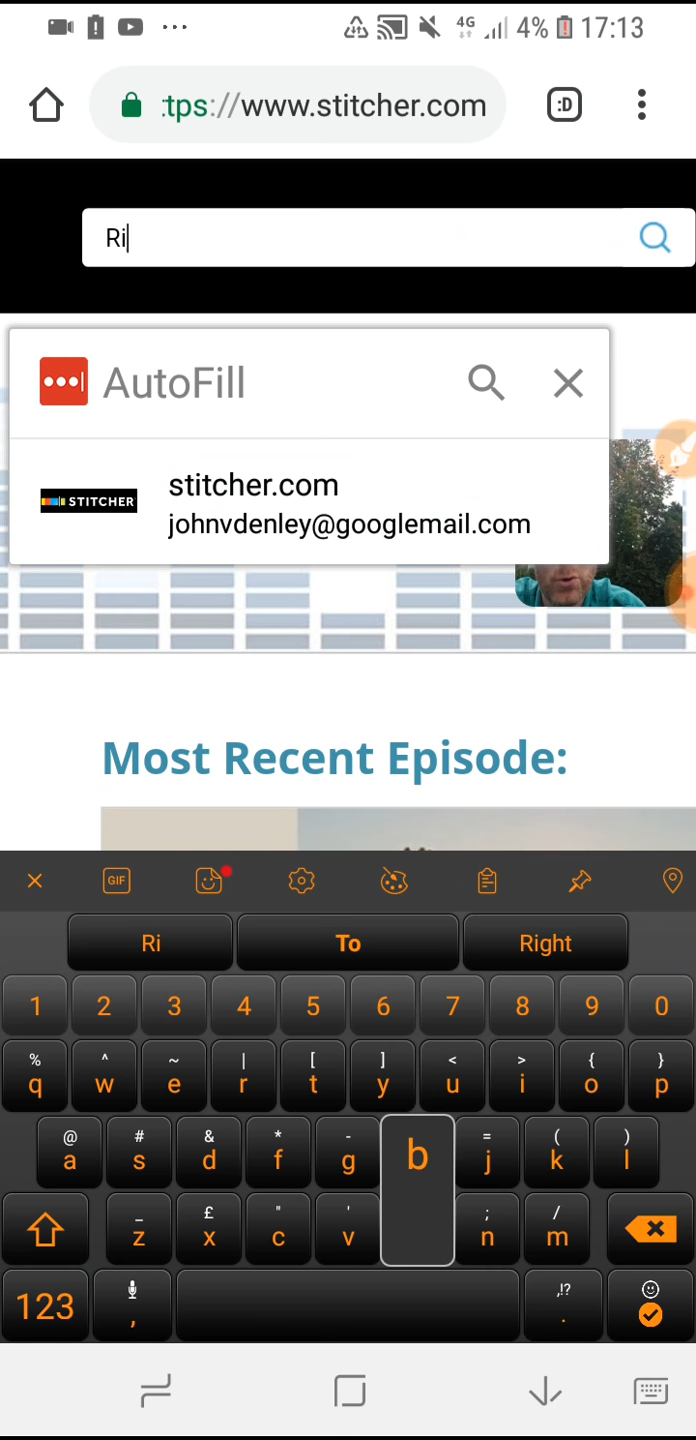 4G 4% 17:13
:tps://www.stitcher.com :D
Ri
AutoFill
STITCHER
stitcher.com
johnvdenley@googlemail.com
Most Recent Episode:
GIF
Ri To Right
1 2 3 4 5 6 7 8 9 0
% ^ ~ | [ ] < > { }
q w e r t y u i o p
@ # & * - = ( )
a s d f g b j k l
_ £ " ' ; /
z x c v n m
123 , ,!? .